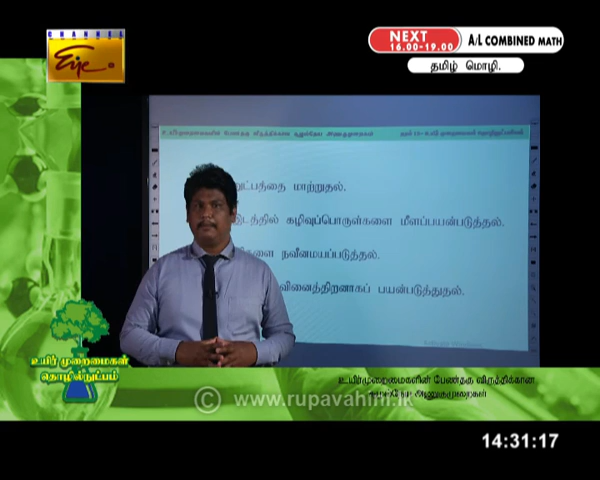 CHANNEL
Eye
NEXT
16.00-19.00
A/L COMBINED MATH
தமிழ் மொழி.
மாற்றுதல்.
கழிவுப்பொருள்களை மீளப்பயன்படுத்தல்.
நவீனமயப்படுத்தல்.
வினைத்திறனாகப் பயன்படுத்துதல்.
உயிர் முறைமைகள்
தொழில்நுட்பம்
உயிர்முறைமைகளின் பேண்தகு விருத்திக்கான
அணுகுமுறைகள்
© www.rupavahini.lk
14:31:17